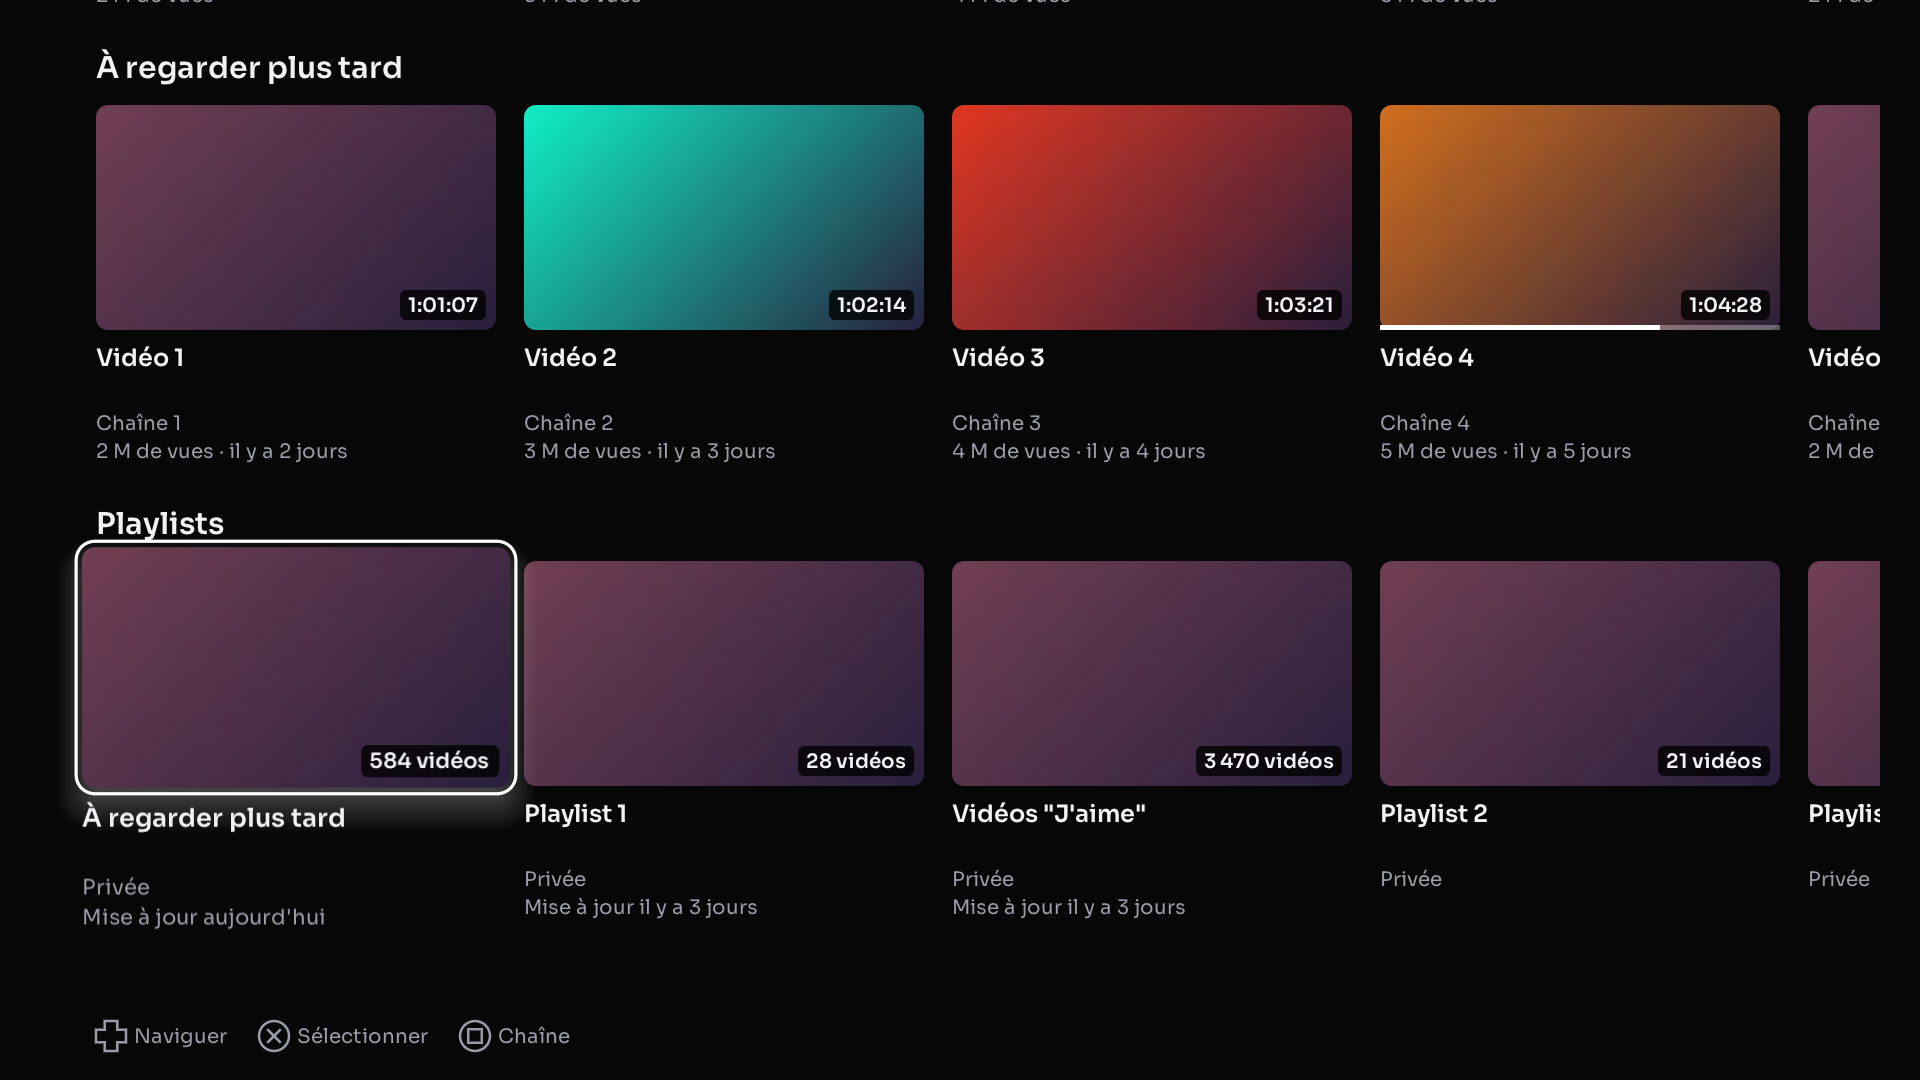 À regarder plus tard
1:01:07
1:02:14
1:03:21
1:04:28
Vidéo 1
Vidéo 2
Vidéo 3
Vidéo 4
Vidéo
Chaîne 1
Chaîne 2
Chaîne 3
Chaîne 4
Chaîne
2 M de vues · il y a 2 jours
3 M de vues · il y a 3 jours
4 M de vues · il y a 4 jours
5 M de vues · il y a 5 jours
2 M de
Playlists
584 vidéos
28 vidéos
3 470 vidéos
21 vidéos
À regarder plus tard
Playlist 1
Vidéos "J'aime"
Playlist 2
Privée
Mise à jour aujourd'hui
Privée
Mise à jour il y a 3 jours
Privée
Mise à jour il y a 3 jours
Privée
Privée
Naviguer
Sélectionner
Chaîne